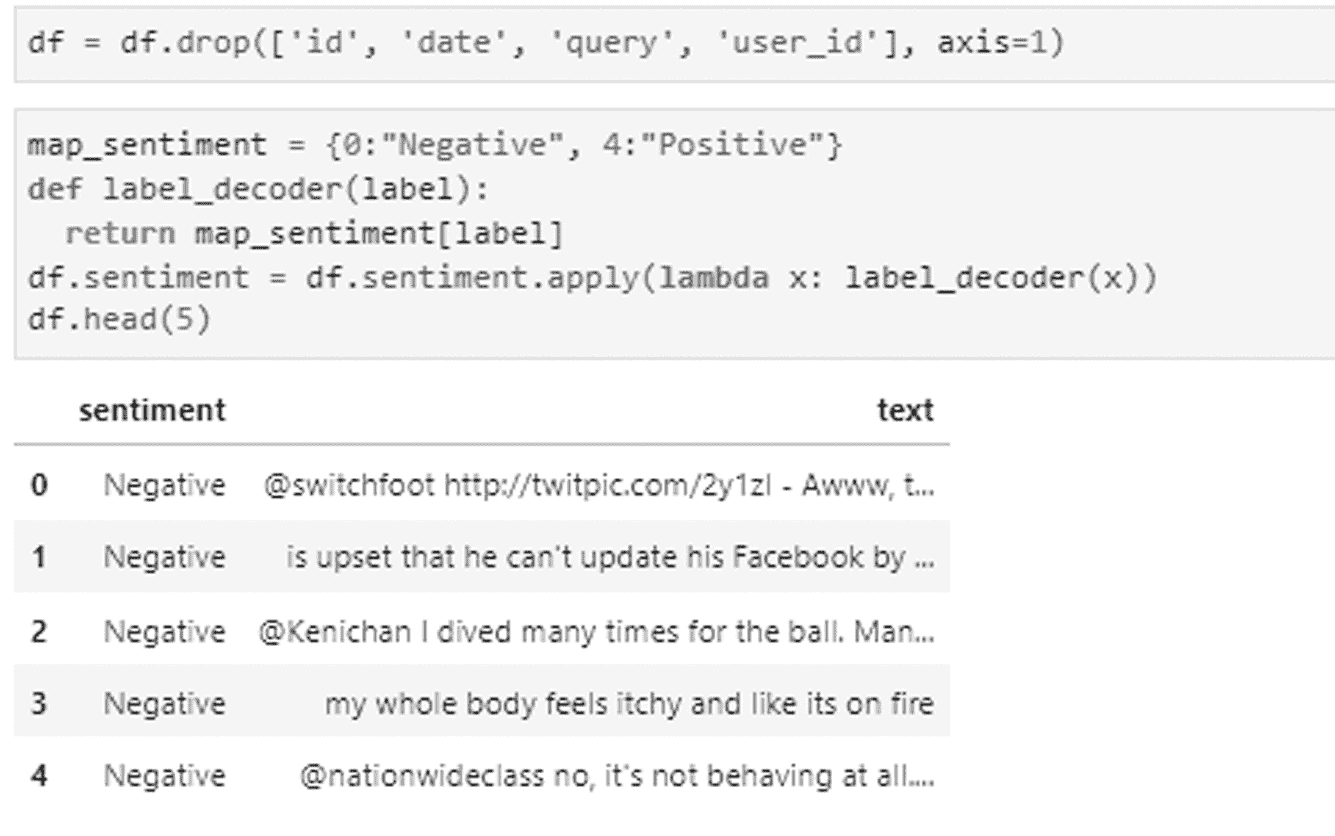 df = df.drop(['id', 'date', 'query', 'user_id'], axis=1)
map_sentiment = {0:"Negative", 4:"Positive"}
def label_decoder(label):
  return map_sentiment[label]
df.sentiment = df.sentiment.apply(lambda x: label_decoder(x))
df.head(5)
sentiment text
0 Negative @switchfoot http://twitpic.com/2y1zl - Awww, t...
1 Negative is upset that he can't update his Facebook by ...
2 Negative @Kenichan I dived many times for the ball. Man...
3 Negative my whole body feels itchy and like its on fire
4 Negative @nationwideclass no, it's not behaving at all....